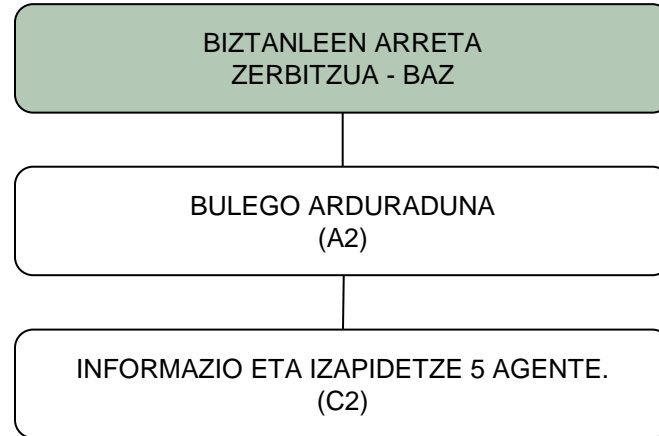 BIZTANLEEN ARRETA
ZERBITZUA - BAZ
BULEGO ARDURADUNA
(A2)
INFORMAZIO ETA IZAPIDETZE 5 AGENTE.
(C2)